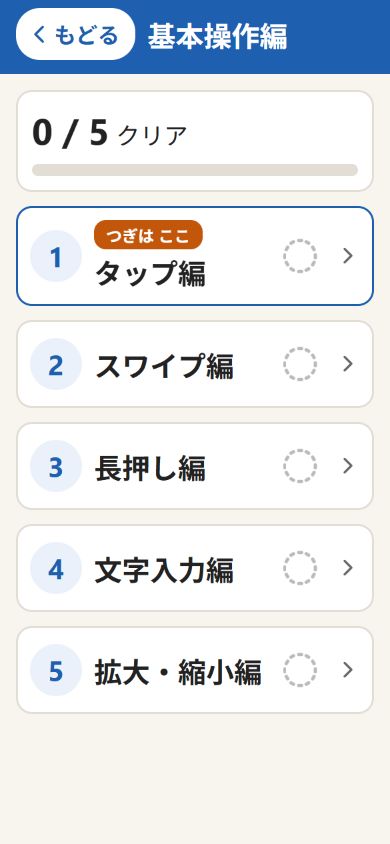 もどる
基本操作編
0 / 5 クリア
1
つぎは ここ
タップ編
2
スワイプ編
3
長押し編
4
文字入力編
5
拡大・縮小編